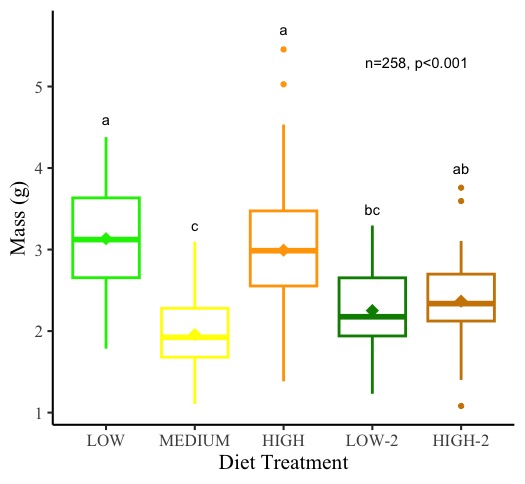 a
n=258, p<0.001
5
a
4
ab
c
bc
Mass (g)
3
2
1
LOW MEDIUM HIGH LOW-2 HIGH-2
Diet Treatment